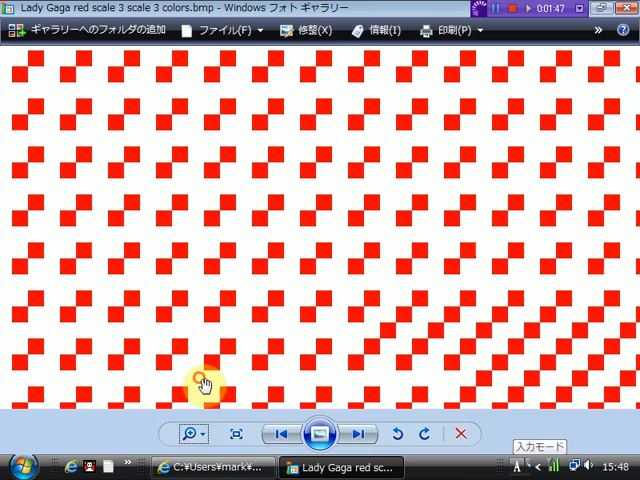 Lady Gaga red scale 3 scale 3 colors.bmp - Windows フォト ギャラリー
0:01:47
ギャラリーへのフォルダの追加 ファイル(F) 修整(X) 情報(I) 印刷(P) »
入力モード
C:¥Users¥mark¥... Lady Gaga red sc... A 15:48